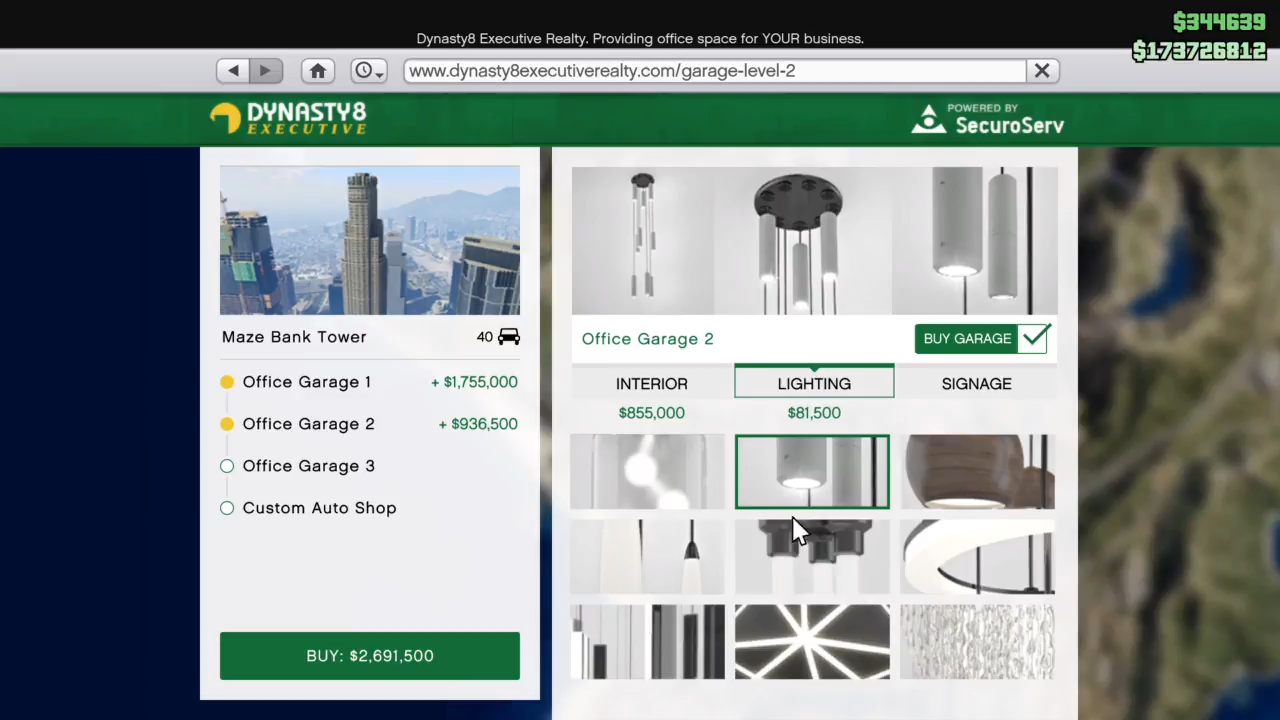 $344639
$173726812
Dynasty8 Executive Realty. Providing office space for YOUR business.
www.dynasty8executiverealty.com/garage-level-2
DYNASTY8
EXECUTIVE
POWERED BY
SecuroServ
Maze Bank Tower 40
Office Garage 1 + $1,755,000
Office Garage 2 + $936,500
Office Garage 3
Custom Auto Shop
BUY: $2,691,500
Office Garage 2 BUY GARAGE
INTERIOR LIGHTING SIGNAGE
$855,000 $81,500